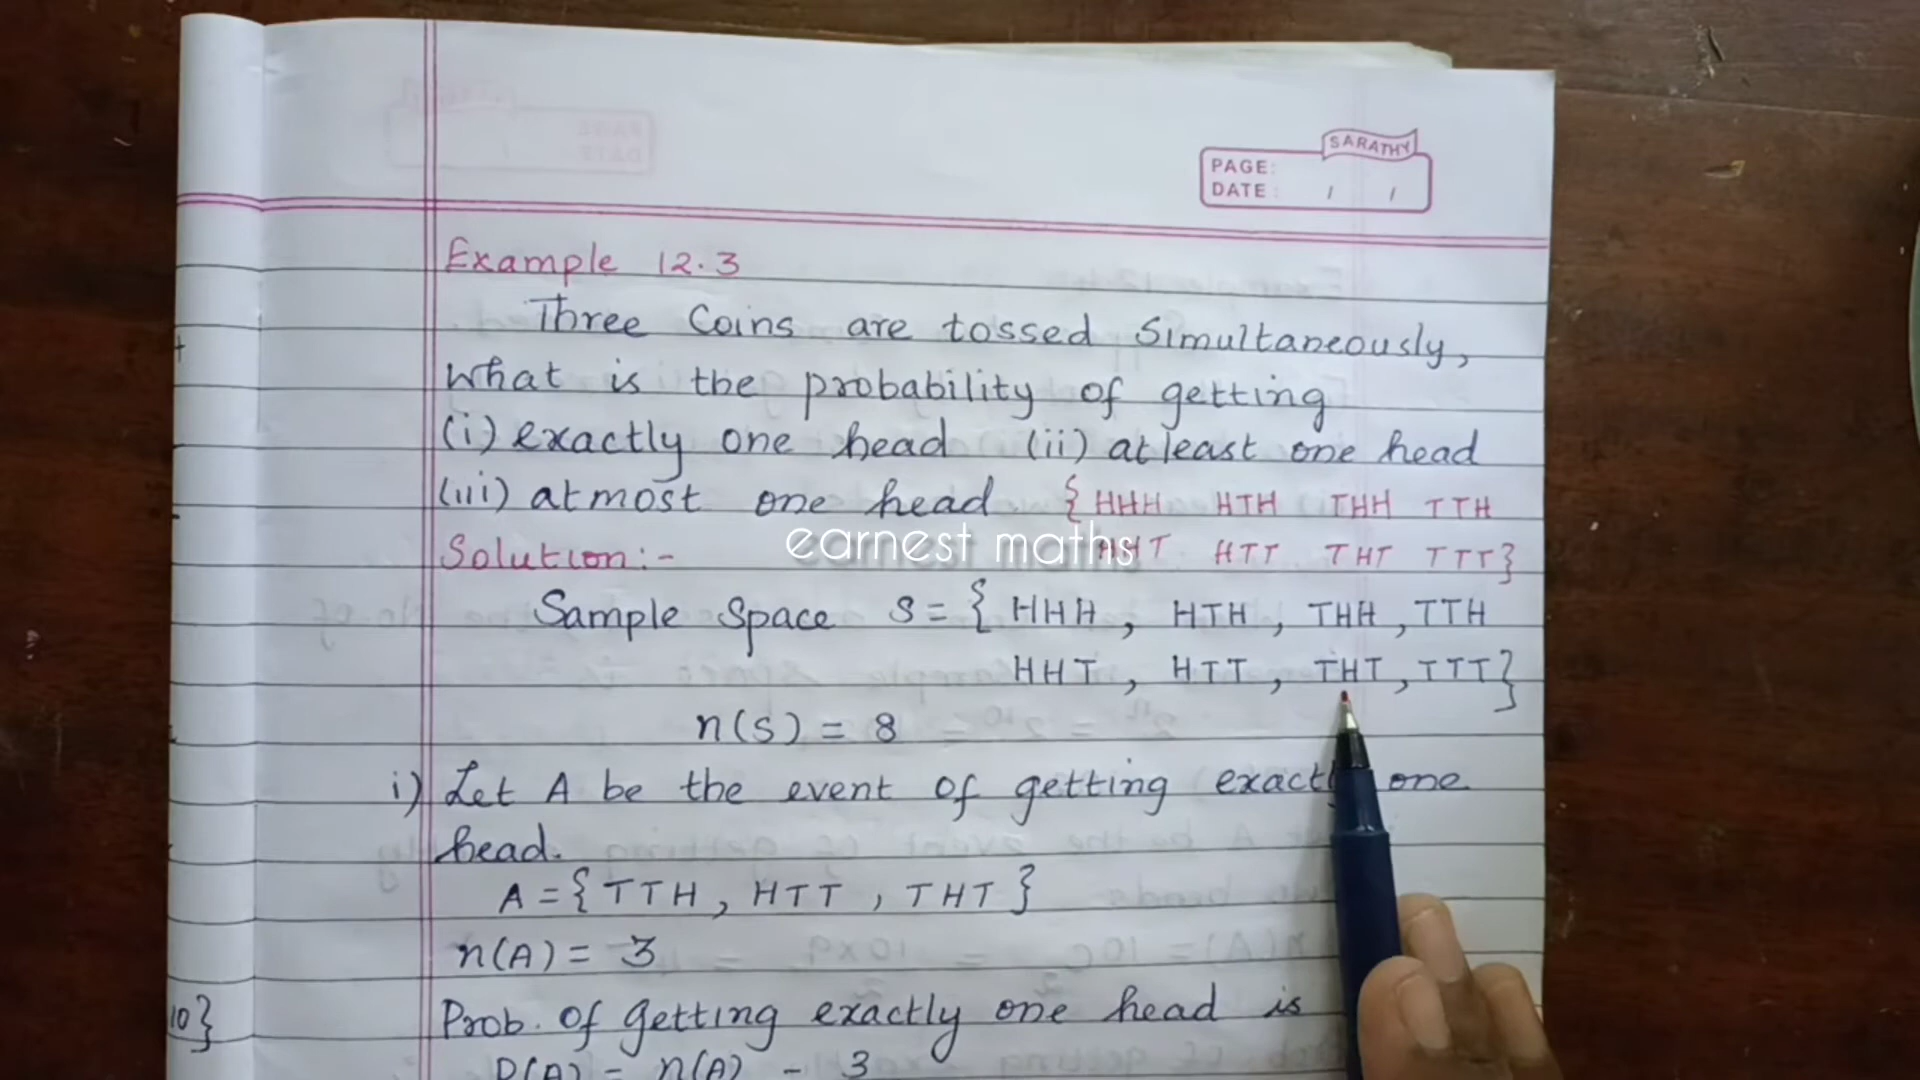 SARATHY
PAGE:
DATE: / /
Example 12.3
Three Coins are tossed Simultaneously,
What is the probability of getting
(i) exactly one head (ii) atleast one head
(iii) atmost one head {HHH HTH THH TTH
earnest maths
Solution:- HHT HTT THT TTT}
Sample Space S = { HHH, HTH, THH, TTH
HHT, HTT, THT, TTT}
n(S) = 8
i) Let A be the event of getting exactly one
head.
A = { TTH, HTT, THT }
n(A) = 3
10} Prob. of getting exactly one head is
P(A) = n(A) - 3